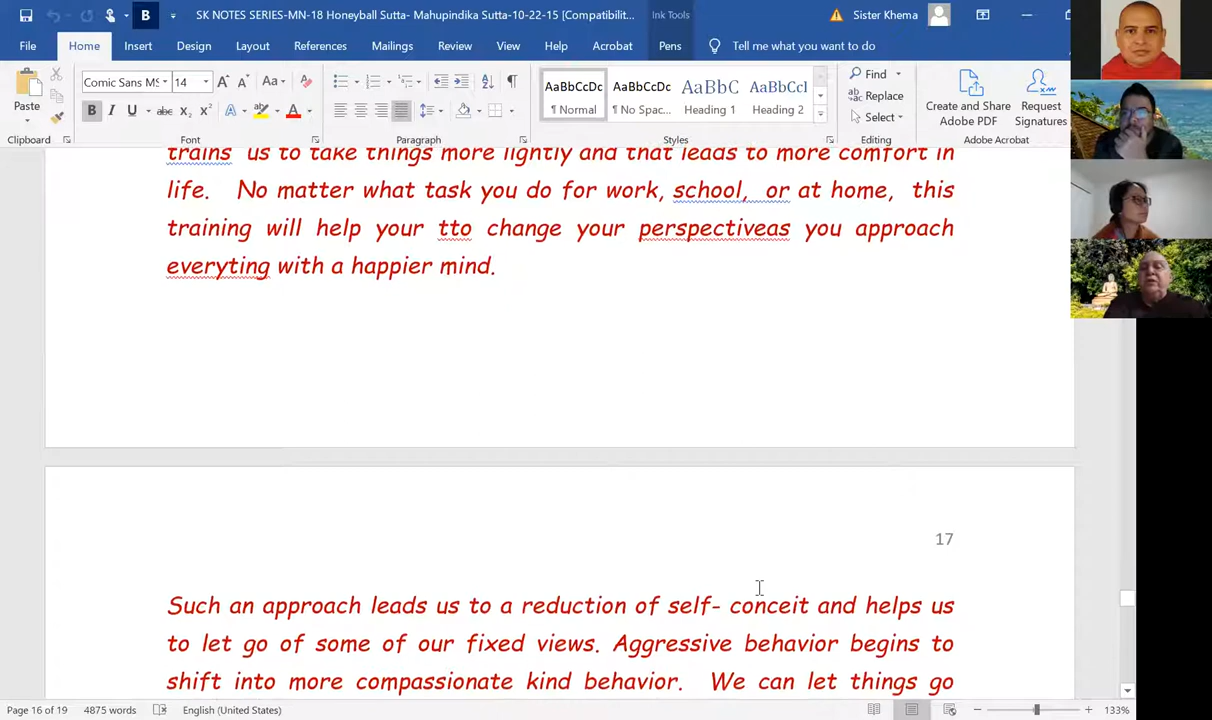 SK NOTES SERIES-MN-18 Honeyball Sutta- Mahupindika Sutta-10-22-15 [Compatibilit...
Ink Tools
Sister Khema
File Home Insert Design Layout References Mailings Review View Help Acrobat Pens Tell me what you want to do
Paste
Comic Sans MS 14
Aa
B I U abc x₂ x² A A
AaBbCcDc AaBbCcDc AaBbC AaBbCcl
¶ Normal ¶ No Spac... Heading 1 Heading 2
Find
Replace
Select
Create and Share
Adobe PDF
Request
Signatures
Clipboard Font Paragraph Styles Editing Adobe Acrobat
trains us to take things more lightly and that leads to more comfort in
life. No matter what task you do for work, school, or at home, this
training will help your tto change your perspectiveas you approach
everyting with a happier mind.
17
Such an approach leads us to a reduction of self- conceit and helps us
to let go of some of our fixed views. Aggressive behavior begins to
shift into more compassionate kind behavior. We can let things go
Page 16 of 19 4875 words English (United States) 133%